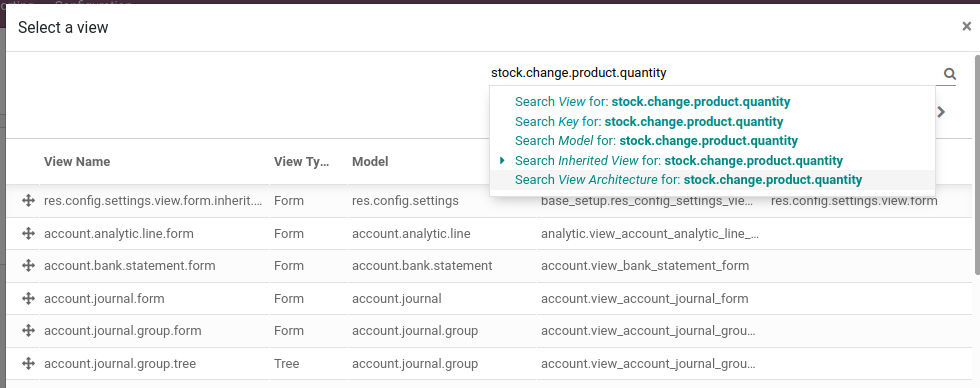 Configuration
Select a view ×
stock.change.product.quantity
Search View for: stock.change.product.quantity
Search Key for: stock.change.product.quantity
Search Model for: stock.change.product.quantity
Search Inherited View for: stock.change.product.quantity
Search View Architecture for: stock.change.product.quantity
View Name View Ty... Model
res.config.settings.view.form.inherit.... Form res.config.settings base_setup.res_config_settings_vie... res.config.settings.view.form
account.analytic.line.form Form account.analytic.line analytic.view_account_analytic_line_...
account.bank.statement.form Form account.bank.statement account.view_bank_statement_form
account.journal.form Form account.journal account.view_account_journal_form
account.journal.group.form Form account.journal.group account.view_account_journal_grou...
account.journal.group.tree Tree account.journal.group account.view_account_journal_grou...